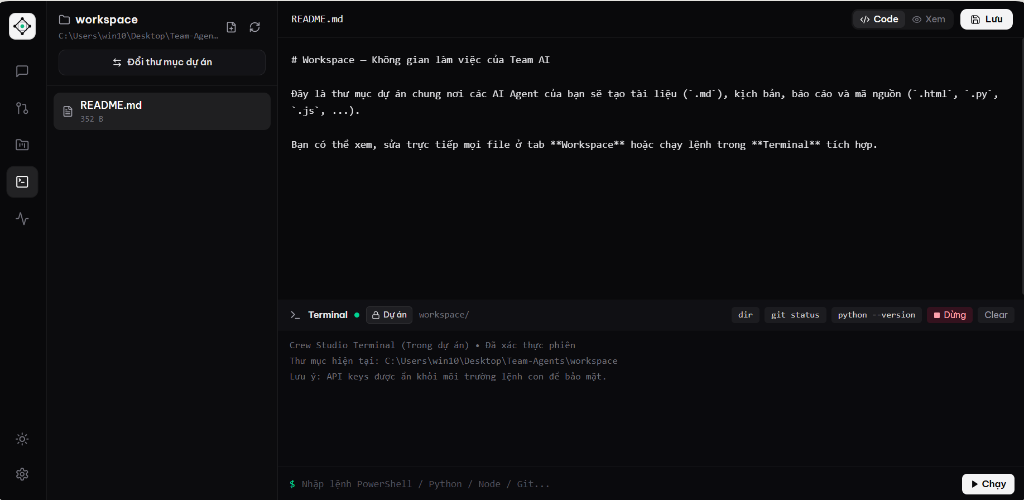 workspace
C:\Users\win10\Desktop\Team-Agen…
Đổi thư mục dự án
README.md
352 B
README.md
Code
Xem
Lưu
# Workspace — Không gian làm việc của Team AI
Đây là thư mục dự án chung nơi các AI Agent của bạn sẽ tạo tài liệu (`.md`), kịch bản, báo cáo và mã nguồn (`.html`, `.py`,
`.js`, ...).
Bạn có thể xem, sửa trực tiếp mọi file ở tab **Workspace** hoặc chạy lệnh trong **Terminal** tích hợp.
Terminal
Dự án
workspace/
dir
git status
python --version
Dừng
Clear
Crew Studio Terminal (Trong dự án) • Đã xác thực phiên
Thư mục hiện tại: C:\Users\win10\Desktop\Team-Agents\workspace
Lưu ý: API keys được ẩn khỏi môi trường lệnh con để bảo mật.
$ Nhập lệnh PowerShell / Python / Node / Git...
Chạy